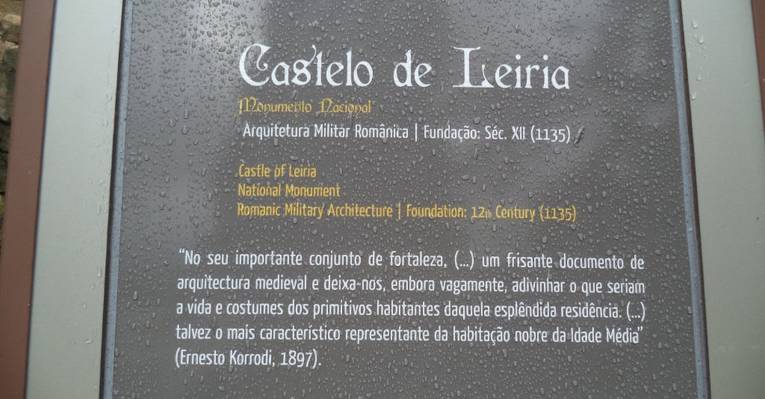 Castelo de Leiria
Monumento Nacional
Arquitetura Militar Românica | Fundação: Séc. XII (1135)
Castle of Leiria
National Monument
Romanic Military Architecture | Foundation: 12th Century (1135)
"No seu importante conjunto de fortaleza, (...) um frisante documento de
arquitectura medieval e deixa-nos, embora vagamente, adivinhar o que seriam
a vida e costumes dos primitivos habitantes daquela esplêndida residência. (...)
talvez o mais característico representante da habitação nobre da Idade Média"
(Ernesto Korrodi, 1897).